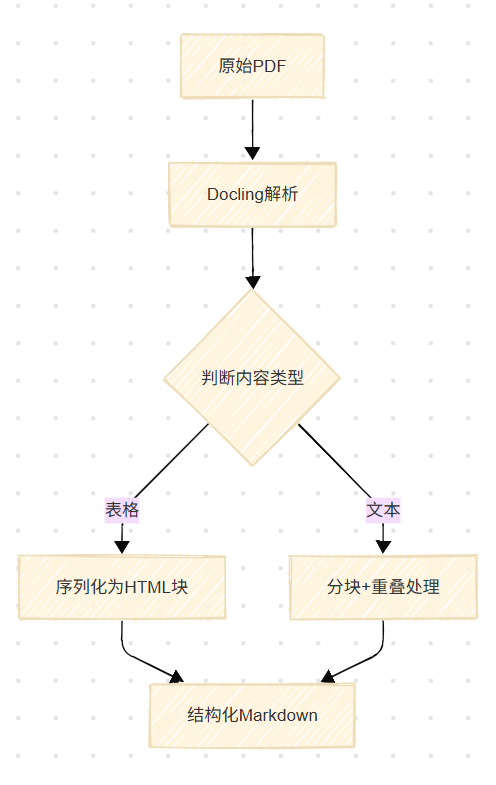 原始PDF
Docling解析
判断内容类型
表格
文本
序列化为HTML块
分块+重叠处理
结构化Markdown